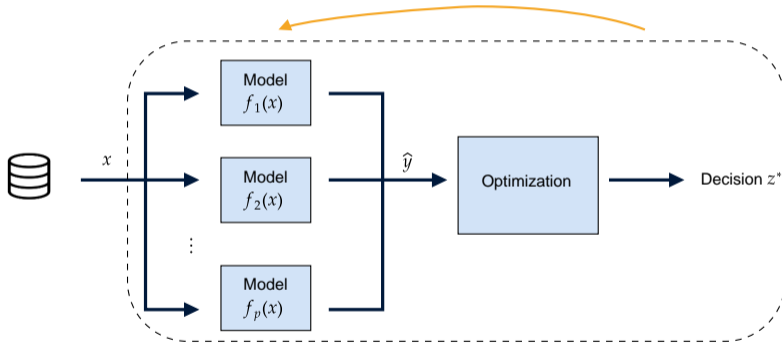 Model
f₁(x)
x
Model
f₂(x)
ŷ
Optimization
Decision z*
⋮
Model
fₚ(x)